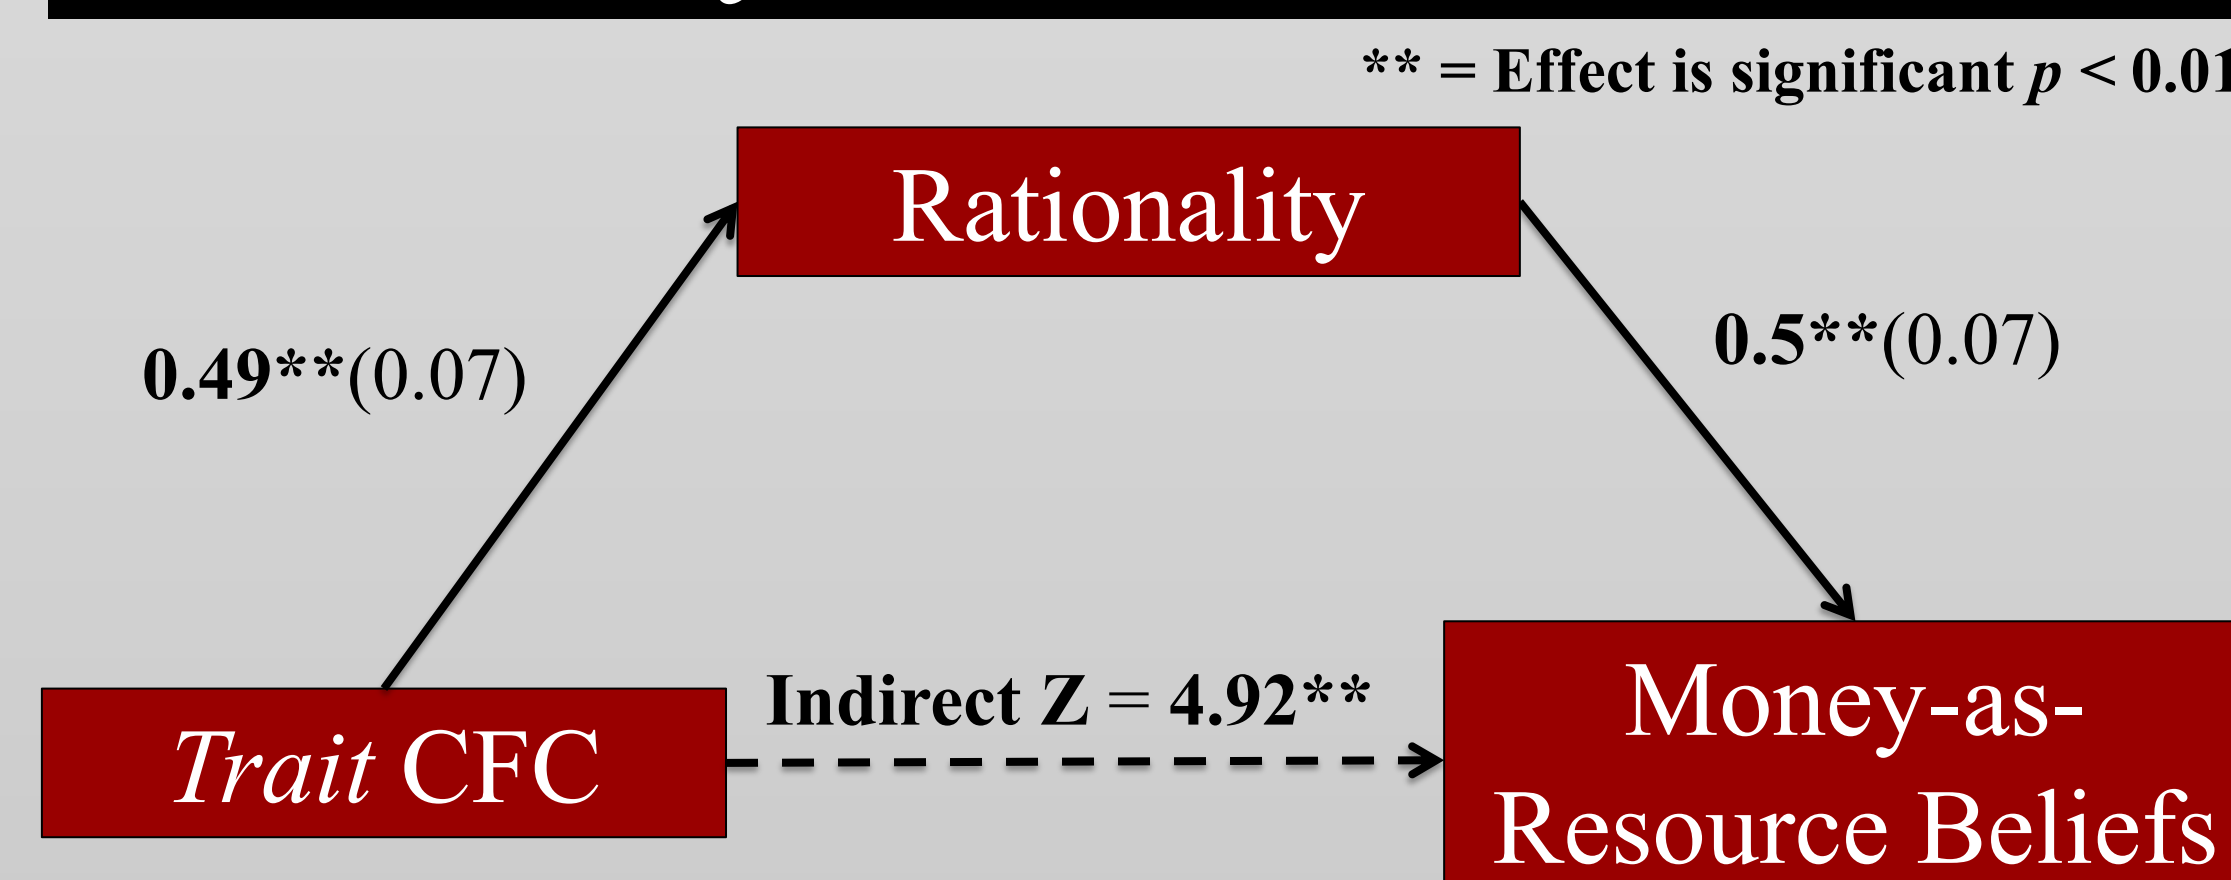 ** = Effect is significant p < 0.01
Rationality
0.49**(0.07)
0.5**(0.07)
Indirect Z = 4.92**
Trait CFC
Money-as-
Resource Beliefs